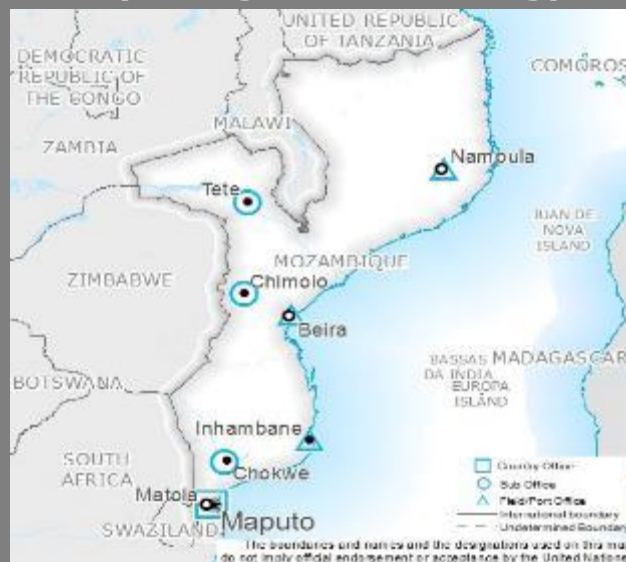 UNITED REPUBLIC
OF TANZANIA
DEMOCRATIC
REPUBLIC OF
THE CONGO
COMOROS
MALAWI
ZAMBIA
Nampula
Tete
JUAN DE
NOVA
ISLAND
MOZAMBIQUE
ZIMBABWE
Chimoio
Beira
BASSAS
DA INDIA
MADAGASCAR
EUROPA
ISLAND
BOTSWANA
Inhambane
SOUTH
AFRICA
Chokwe
Matola
Maputo
SWAZILAND
Country Office
Sub Office
Field/Port Office
International boundary
Undetermined Boundary
The boundaries and names and the designations used on this map
do not imply official endorsement or acceptance by the United Nations